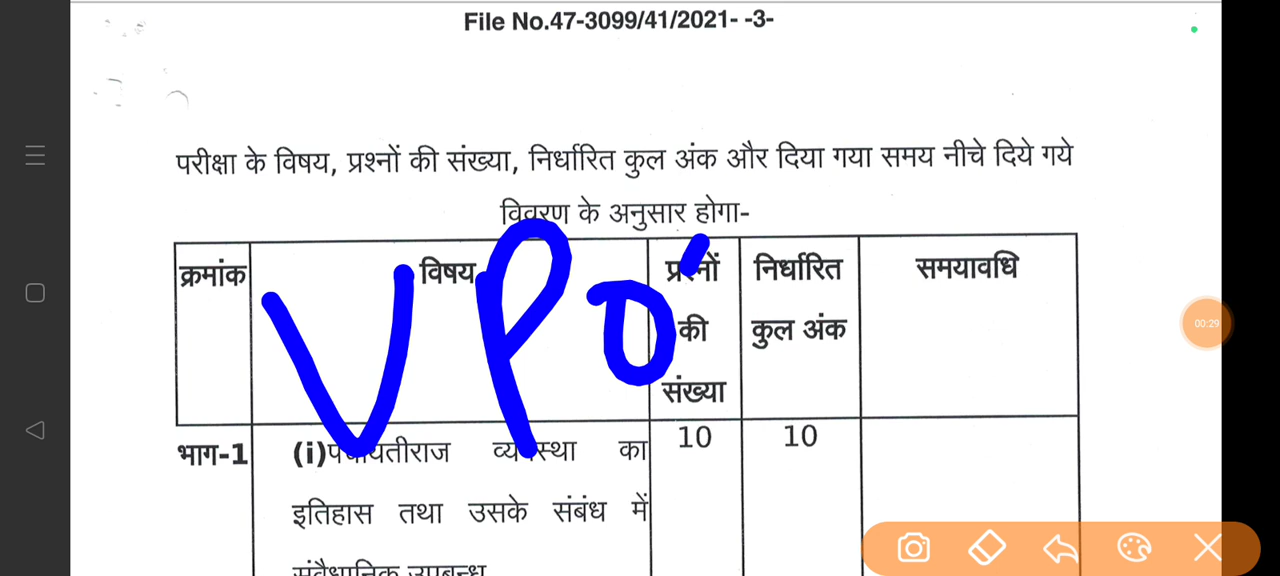 File No.47-3099/41/2021- -3-
परीक्षा के विषय, प्रश्नों की संख्या, निर्धारित कुल अंक और दिया गया समय नीचे दिये गये
विवरण के अनुसार होगा-
क्रमांक विषय प्रश्नों निर्धारित समयावधि
VPO
की कुल अंक
संख्या
भाग-1 (i)पंचायतीराज व्यवस्था का 10 10
इतिहास तथा उसके संबंध में
संवैधानिक उपबन्ध
00:29